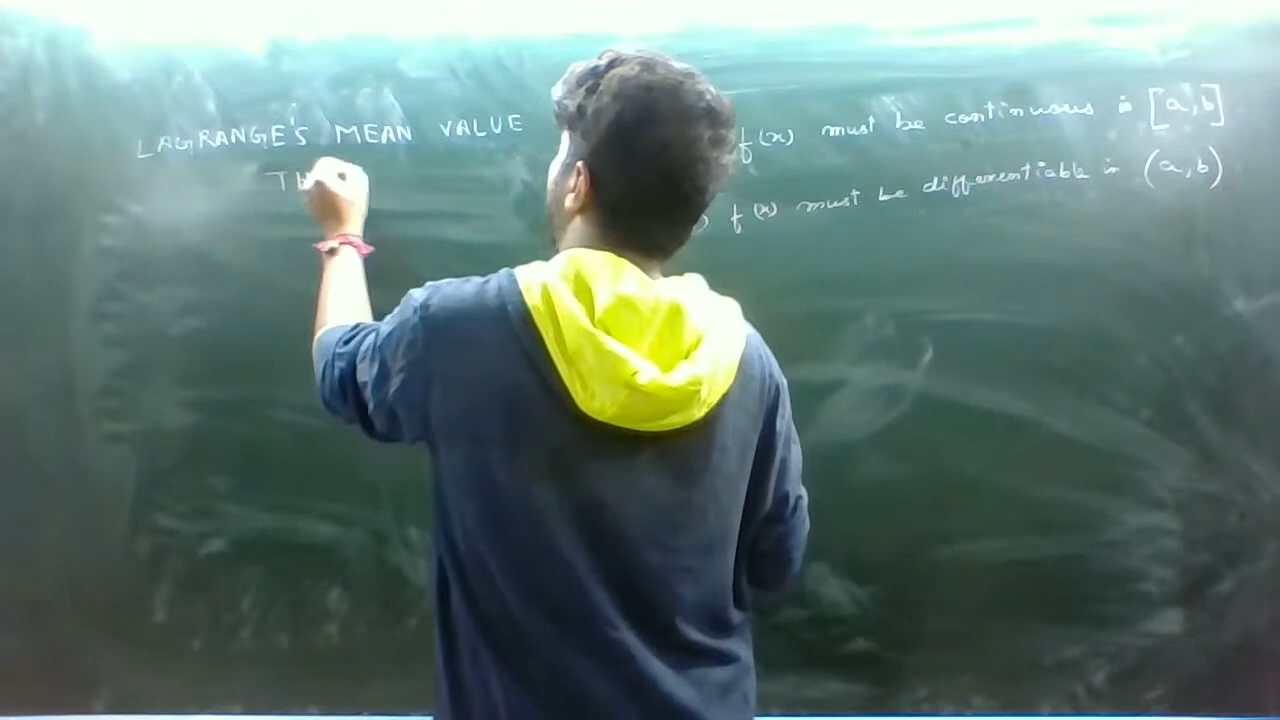 LAGRANGE'S MEAN VALUE
TH
f(x) must be continuous in [a,b]
) f(x) must be differentiable in (a,b)